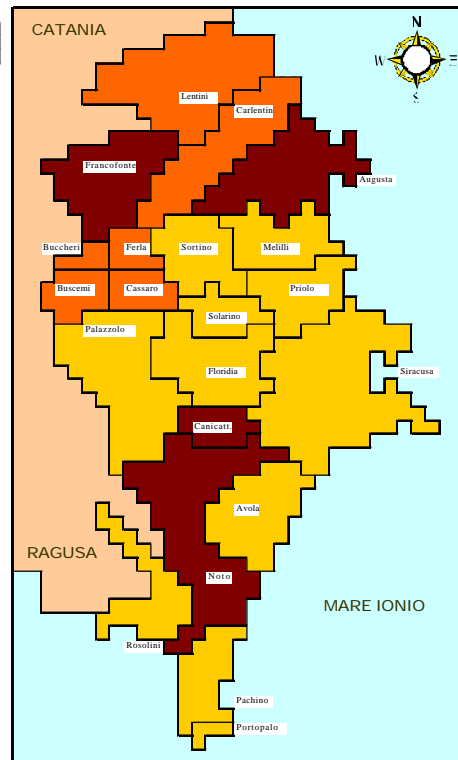 CATANIA
N
W E
S
Lentini
Carlentin
Francofonte
Augusta
Buccheri
Ferla
Sortino
Melilli
Buscemi
Cassaro
Priolo
Solarino
Palazzolo
Floridia
Siracusa
Canicatt.
Avola
RAGUSA
Noto
MARE IONIO
Rosolini
Pachino
Portopalo